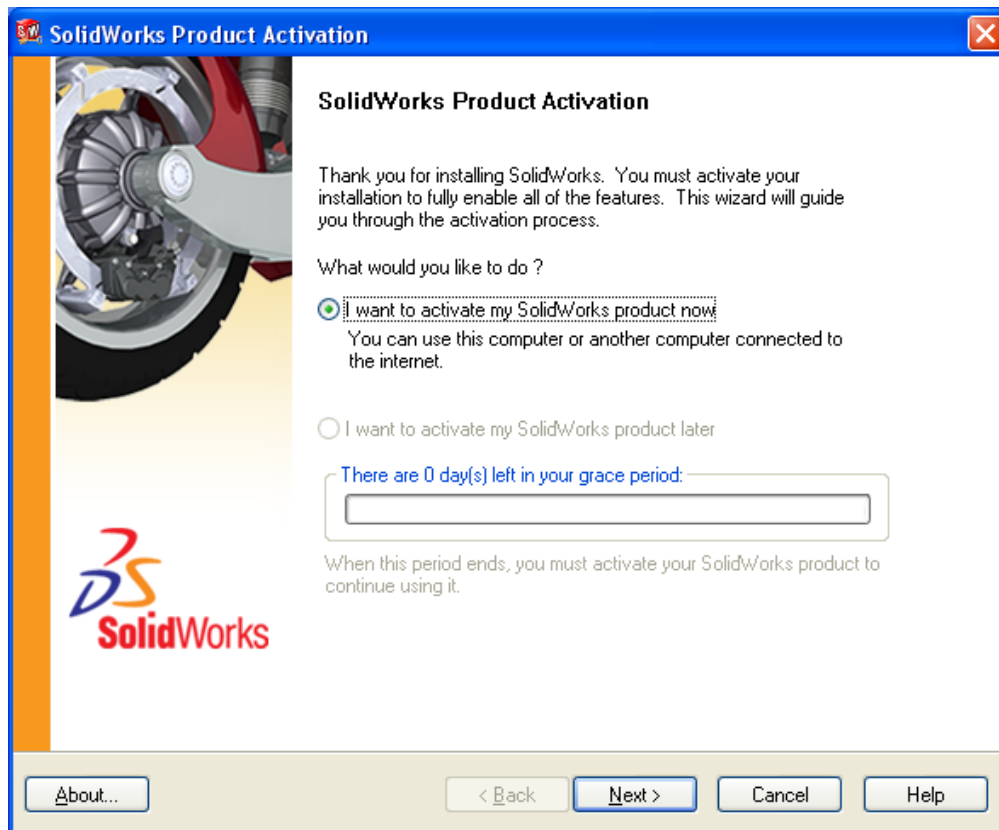 SolidWorks Product Activation
SolidWorks Product Activation
Thank you for installing SolidWorks. You must activate your
installation to fully enable all of the features. This wizard will guide
you through the activation process.
What would you like to do ?
I want to activate my SolidWorks product now
You can use this computer or another computer connected to
the internet.
I want to activate my SolidWorks product later
There are 0 day(s) left in your grace period:
When this period ends, you must activate your SolidWorks product to
continue using it.
SolidWorks
About...
< Back
Next >
Cancel
Help